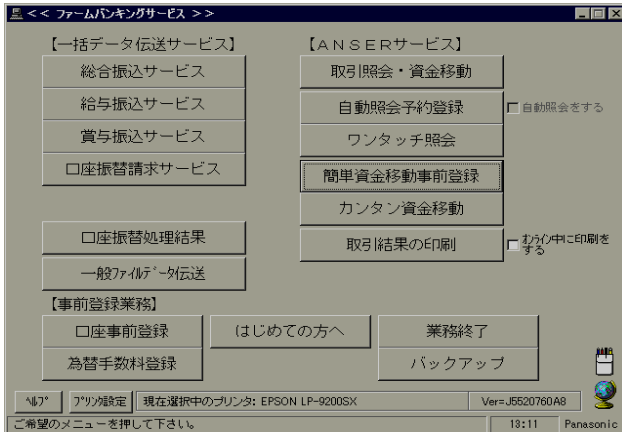 << ファームバンキングサービス >>
【一括データ伝送サービス】
総合振込サービス
給与振込サービス
賞与振込サービス
口座振替請求サービス
口座振替処理結果
一般ファイルデータ伝送
【ANSERサービス】
取引照会・資金移動
自動照会予約登録
自動照会をする
ワンタッチ照会
簡単資金移動事前登録
カンタン資金移動
取引結果の印刷
オンライン中に印刷を
する
【事前登録業務】
口座事前登録
はじめての方へ
業務終了
為替手数料登録
バックアップ
ヘルプ
プリンタ設定
現在選択中のプリンタ: EPSON LP-9200SX
Ver=J5520760A8
ご希望のメニューを押して下さい。
13:11
Panasonic